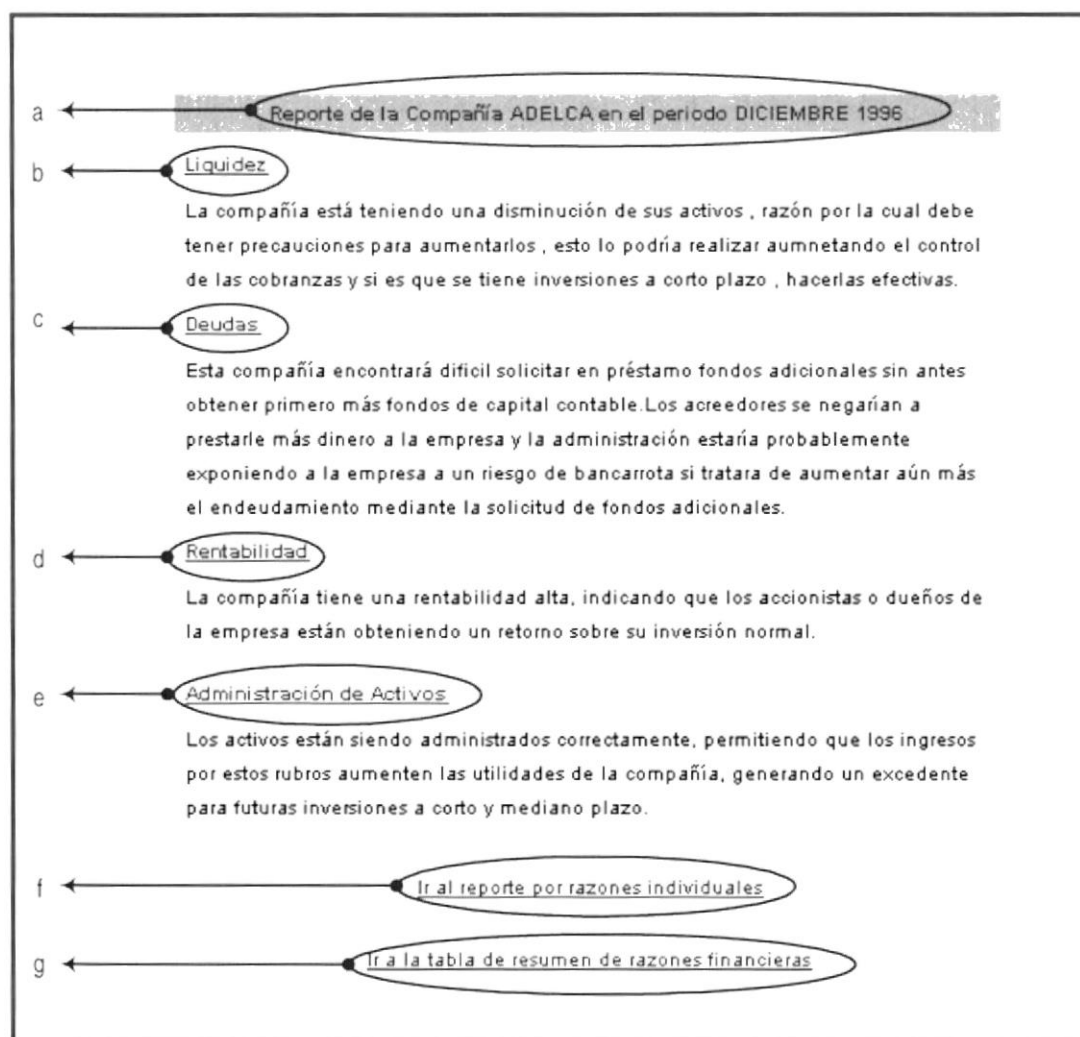 a Reporte de la Compañía ADELCA en el periodo DICIEMBRE 1996
b Liquidez
La compañía está teniendo una disminución de sus activos , razón por la cual debe
tener precauciones para aumentarlos , esto lo podría realizar aumnetando el control
de las cobranzas y si es que se tiene inversiones a corto plazo , hacerlas efectivas.
c Deudas
Esta compañía encontrará dificil solicitar en préstamo fondos adicionales sin antes
obtener primero más fondos de capital contable.Los acreedores se negarían a
prestarle más dinero a la empresa y la administración estaría probablemente
exponiendo a la empresa a un riesgo de bancarrota si tratara de aumentar aún más
el endeudamiento mediante la solicitud de fondos adicionales.
d Rentabilidad
La compañía tiene una rentabilidad alta, indicando que los accionistas o dueños de
la empresa están obteniendo un retorno sobre su inversión normal.
e Administración de Activos
Los activos están siendo administrados correctamente, permitiendo que los ingresos
por estos rubros aumenten las utilidades de la compañía, generando un excedente
para futuras inversiones a corto y mediano plazo.
f Ir al reporte por razones individuales
g Ir a la tabla de resumen de razones financieras